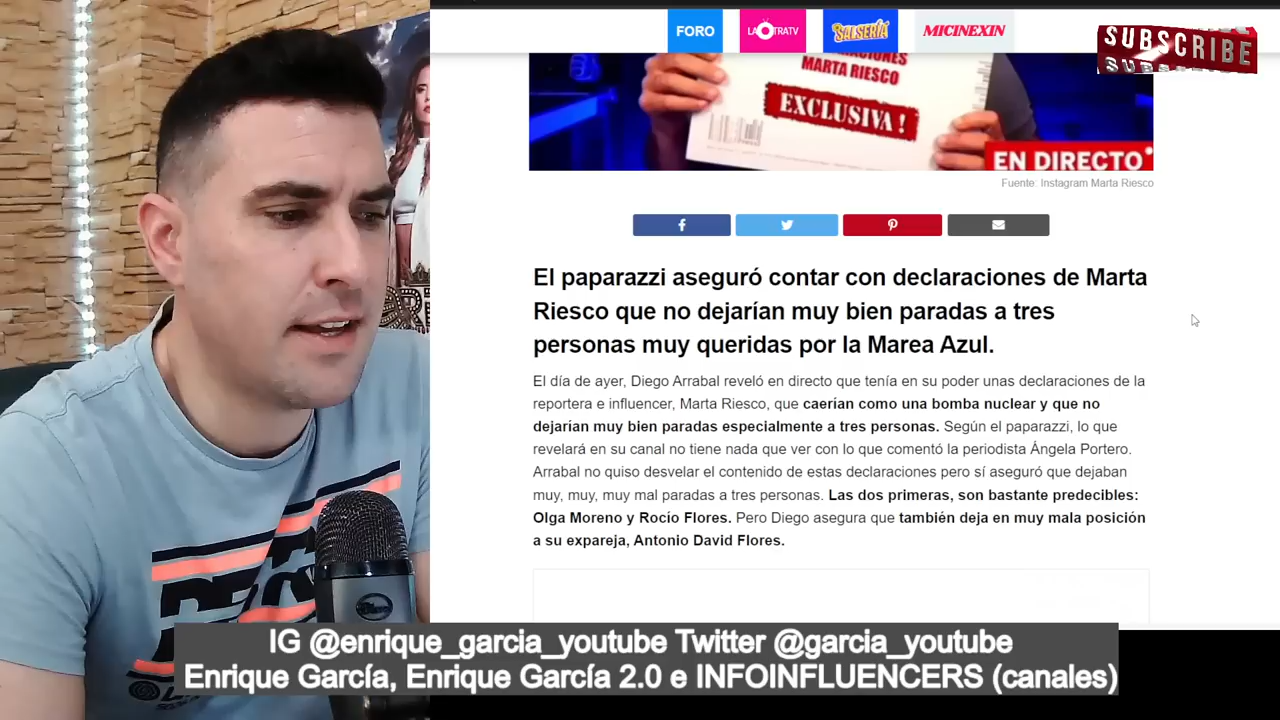 FORO
LAOTRATV
SALSERÍA
MICINEXIN
SUBSCRIBE
MARTA RIESCO
EXCLUSIVA !
EN DIRECTO
Fuente: Instagram Marta Riesco
El paparazzi aseguró contar con declaraciones de Marta
Riesco que no dejarían muy bien paradas a tres
personas muy queridas por la Marea Azul.
El día de ayer, Diego Arrabal reveló en directo que tenía en su poder unas declaraciones de la
reportera e influencer, Marta Riesco, que caerían como una bomba nuclear y que no
dejarían muy bien paradas especialmente a tres personas. Según el paparazzi, lo que
revelará en su canal no tiene nada que ver con lo que comentó la periodista Ángela Portero.
Arrabal no quiso desvelar el contenido de estas declaraciones pero sí aseguró que dejaban
muy, muy, muy mal paradas a tres personas. Las dos primeras, son bastante predecibles:
Olga Moreno y Rocío Flores. Pero Diego asegura que también deja en muy mala posición
a su expareja, Antonio David Flores.
IG @enrique_garcia_youtube Twitter @garcia_youtube
Enrique García, Enrique García 2.0 e INFOINFLUENCERS (canales)